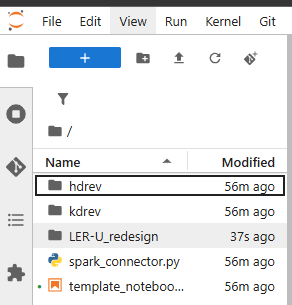 File Edit View Run Kernel Git
/
Name Modified
hdrev 56m ago
kdrev 56m ago
LER-U_redesign 37s ago
spark_connector.py 56m ago
template_noteboo... 56m ago